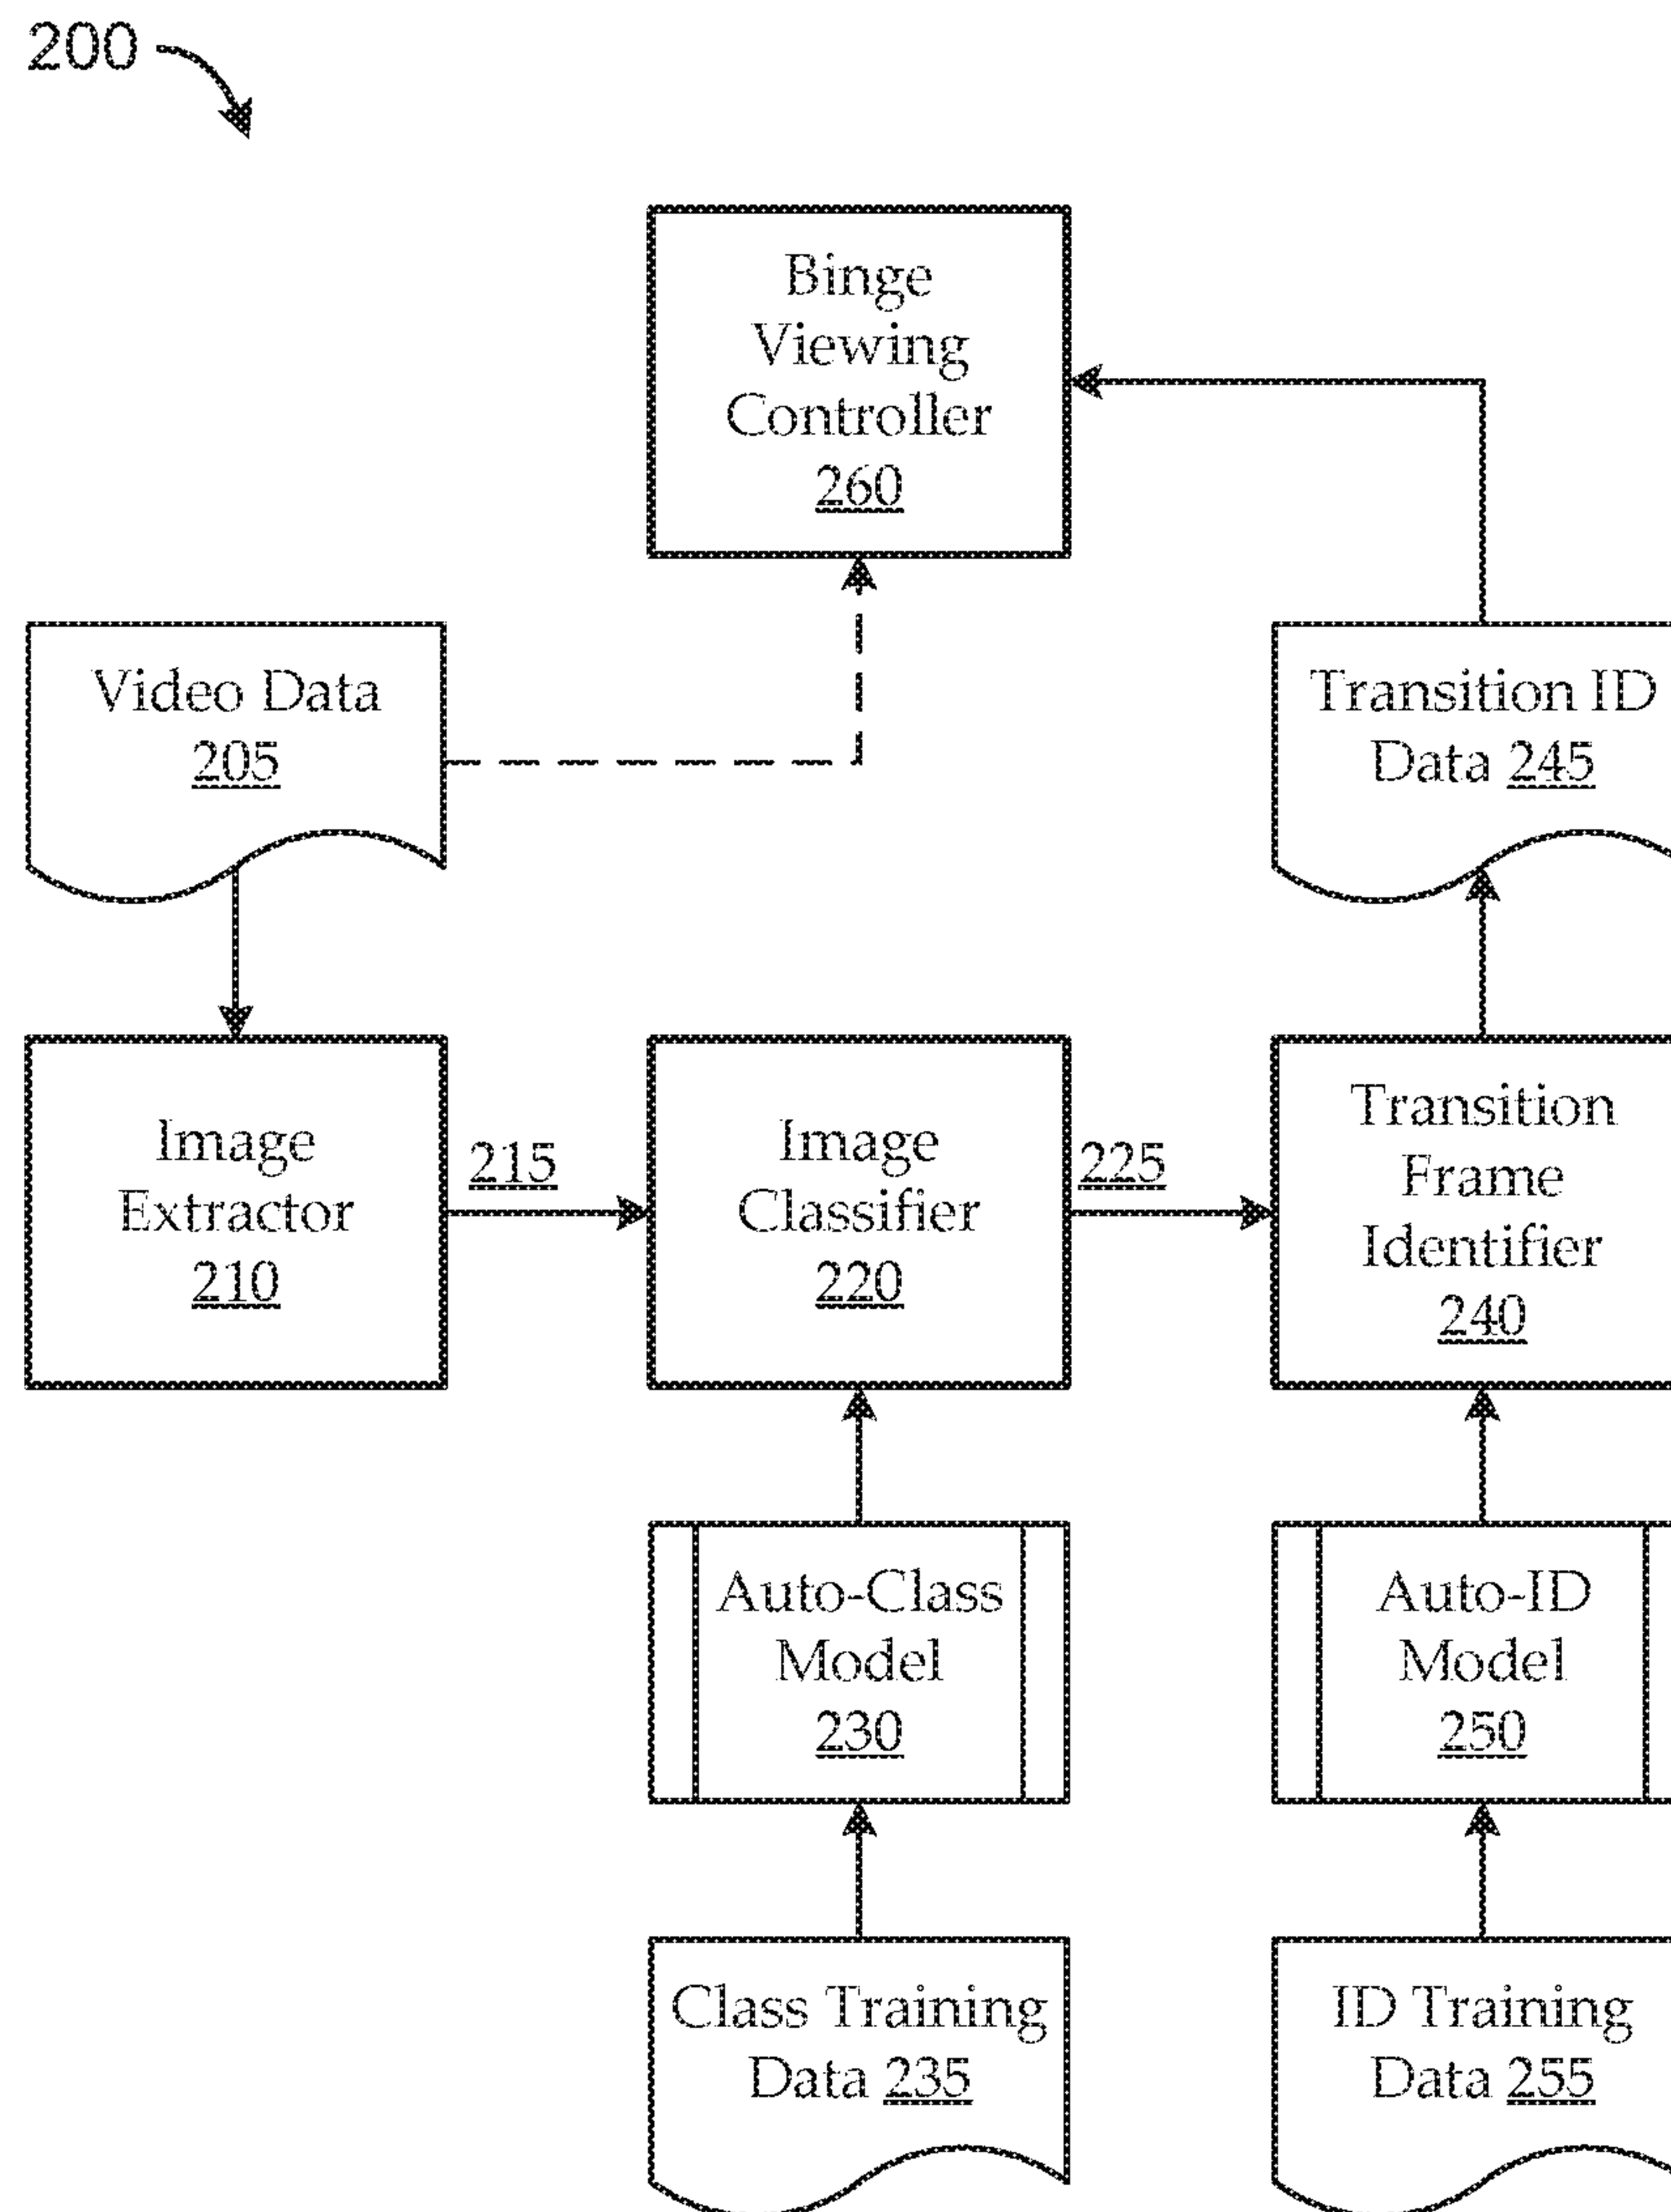 200
Binge
Viewing
Controller
260
Video Data
205
Transition ID
Data 245
Image
Extractor
210
215
Image
Classifier
220
225
Transition
Frame
Identifier
240
Auto-Class
Model
230
Auto-ID
Model
250
Class Training
Data 235
ID Training
Data 255